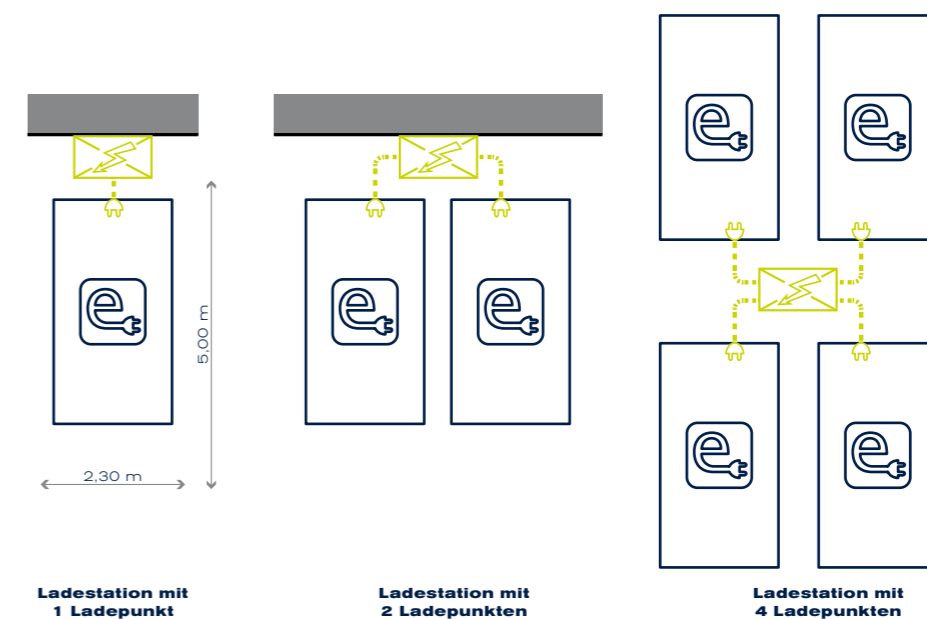 e
e
e
e
e
e
e
5,00 m
2,30 m
Ladestation mit
1 Ladepunkt
Ladestation mit
2 Ladepunkten
Ladestation mit
4 Ladepunkten